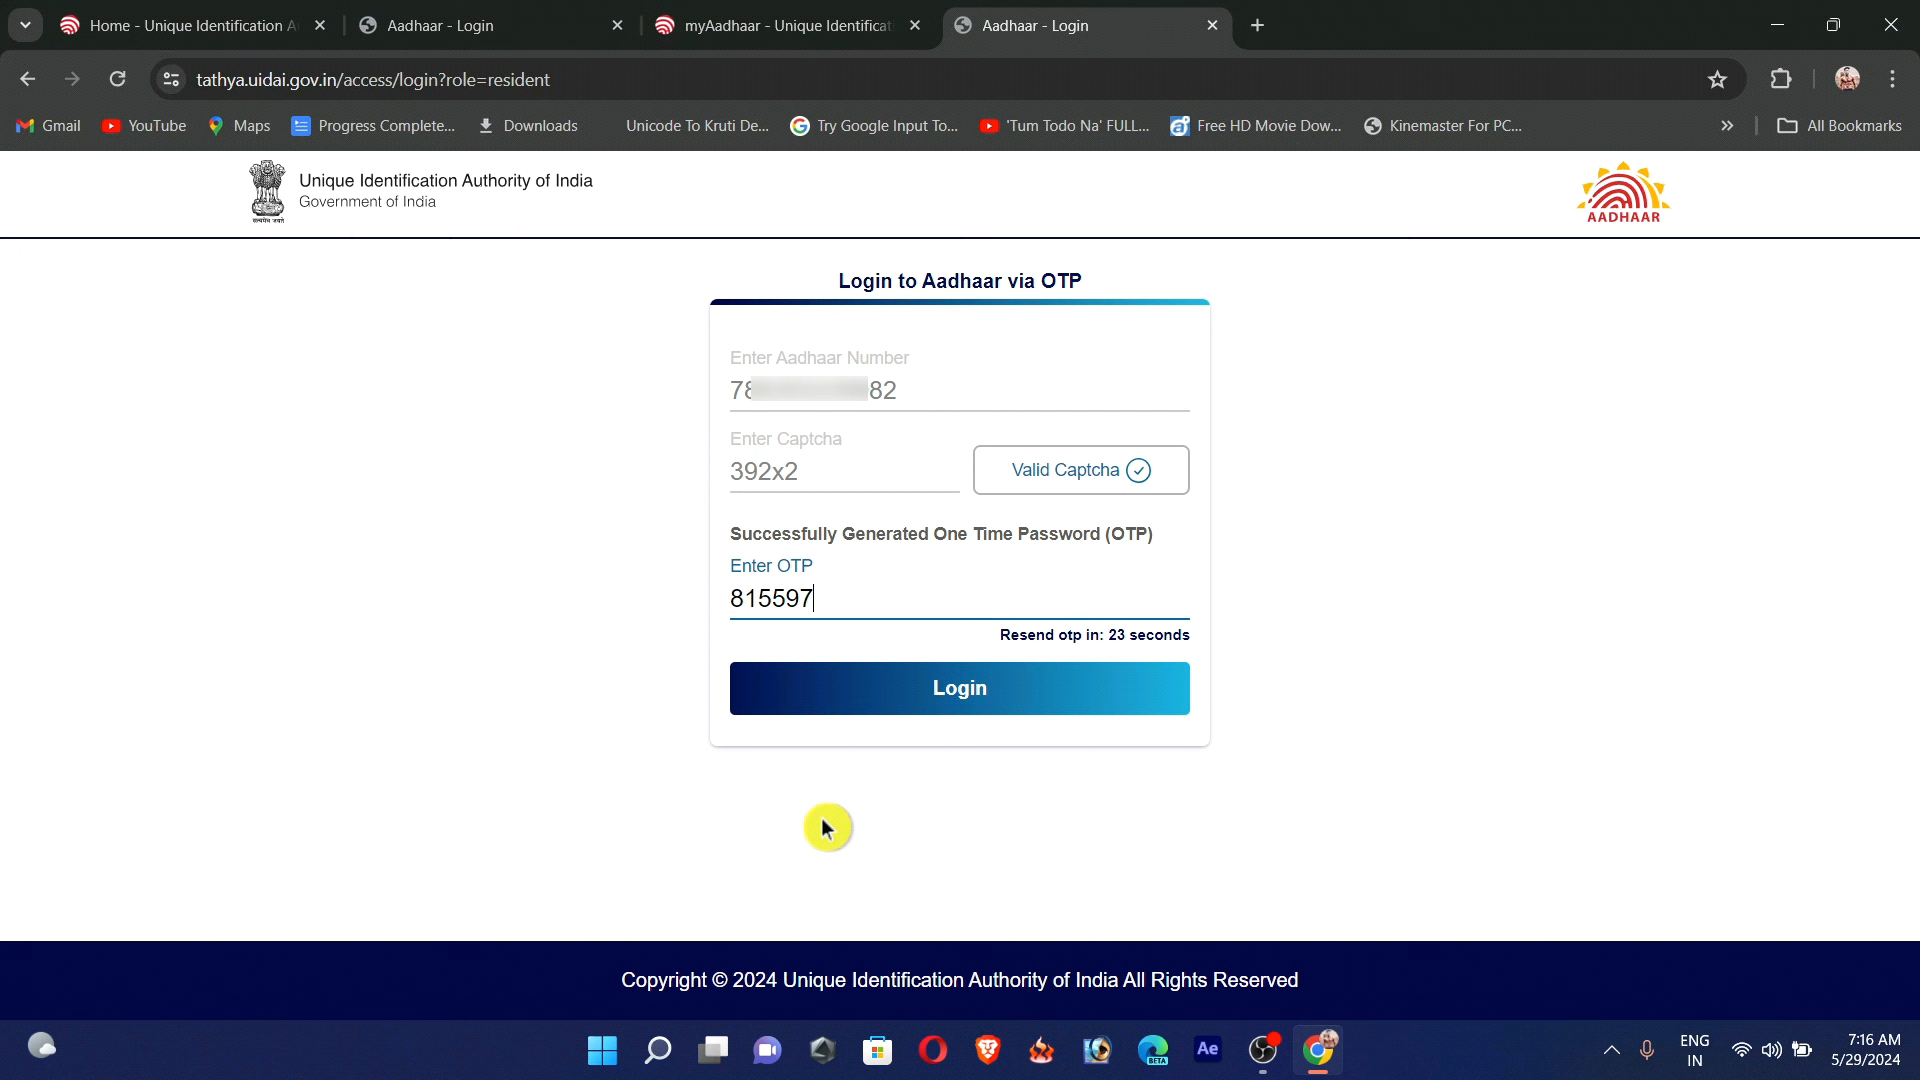 Home - Unique Identification A
Aadhaar - Login
myAadhaar - Unique Identificat
Aadhaar - Login
tathya.uidai.gov.in/access/login?role=resident
Gmail
YouTube
Maps
Progress Complete...
Downloads
Unicode To Kruti De...
Try Google Input To...
'Tum Todo Na' FULL...
Free HD Movie Dow...
Kinemaster For PC...
All Bookmarks
सत्यमेव जयते
Unique Identification Authority of India
Government of India
AADHAAR
Login to Aadhaar via OTP
Enter Aadhaar Number
78 82
Enter Captcha
392x2
Valid Captcha
Successfully Generated One Time Password (OTP)
Enter OTP
815597
Resend otp in: 23 seconds
Login
Copyright © 2024 Unique Identification Authority of India All Rights Reserved
BETA
Ae
ENG
IN
7:16 AM
5/29/2024